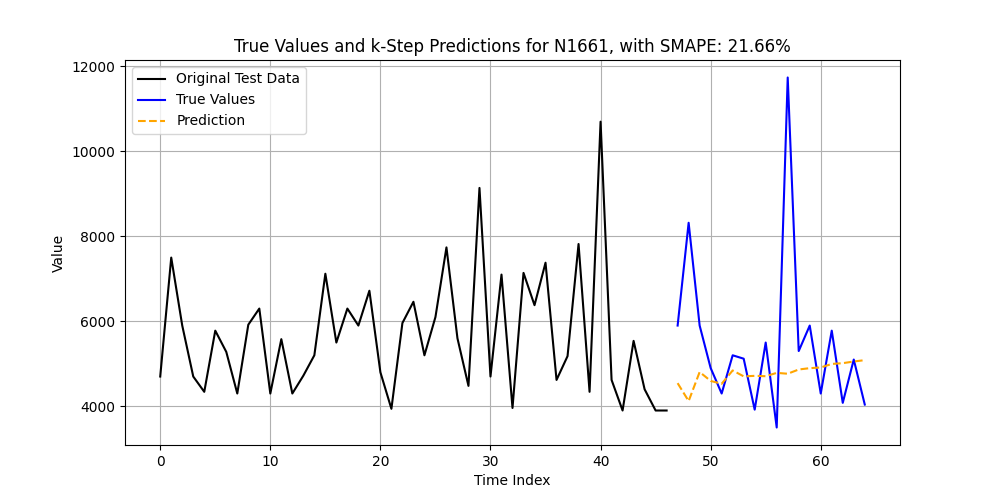 True Values and k-Step Predictions for N1661, with SMAPE: 21.66%
12000
10000
8000
6000
4000
Value
Original Test Data
True Values
Prediction
0
10
20
30
40
50
60
Time Index